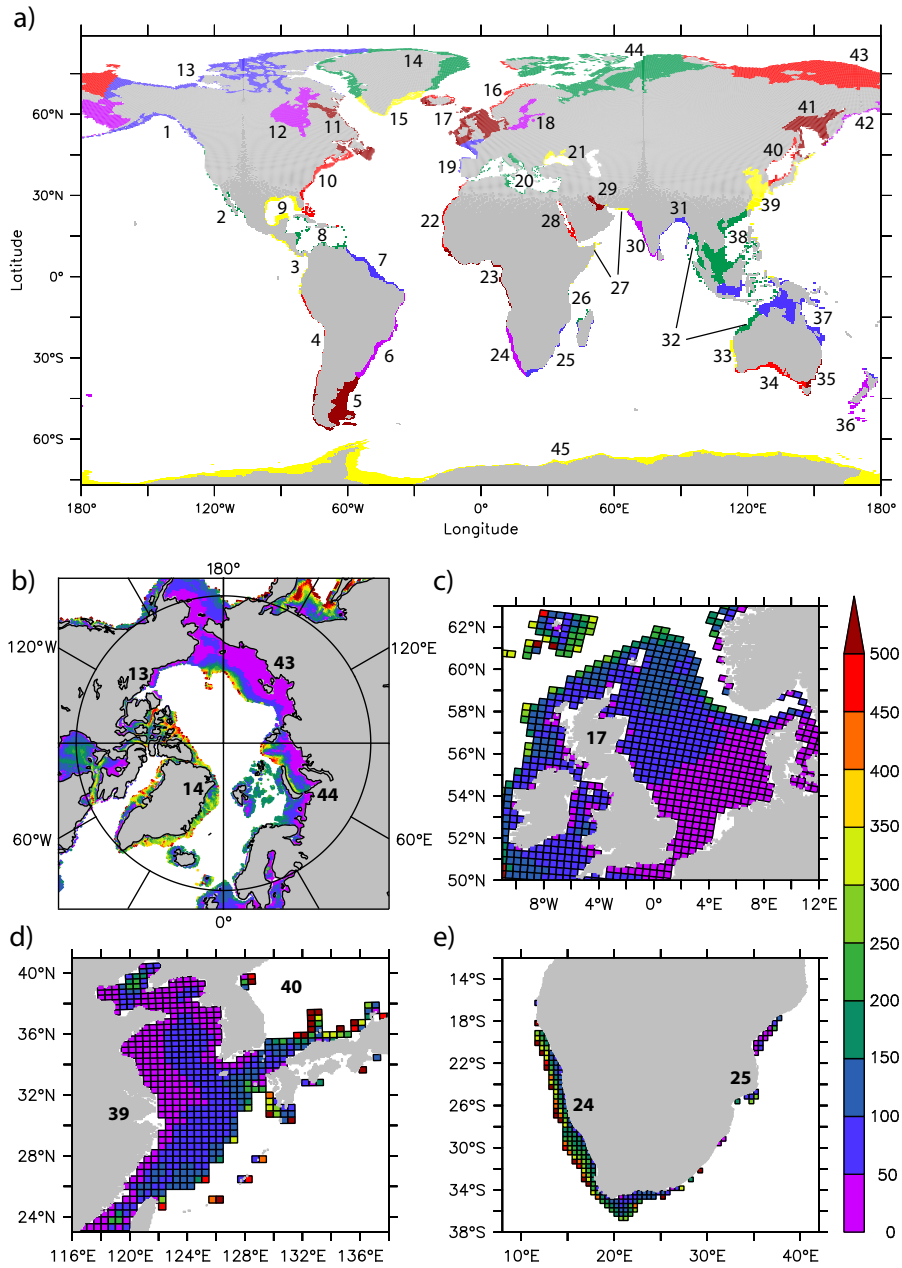 a)
44
43
14
13
60°N
16
41
17
1
12
11
15
18
42
40
19
21
10
30°N
20
29
39
9
2
22
28
31
38
30
8
Latitude
7
3
23
27
0°
26
37
32
4
6
24
25
33
30°S
34
35
5
36
60°S
45
180°
120°W
60°W
0°
60°E
120°E
180°
Longitude
b)
180°
120°W
120°E
13
43
14
44
60°W
60°E
0°
c)
62°N
60°N
58°N
17
56°N
54°N
52°N
50°N
8°W
4°W
0°
4°E
8°E
12°E
500
450
400
350
300
250
200
150
100
50
0
d)
40°N
40
36°N
32°N
39
28°N
24°N
116°E
120°E
124°E
128°E
132°E
136°E
e)
14°S
18°S
22°S
25
26°S
24
30°S
34°S
38°S
10°E
20°E
30°E
40°E